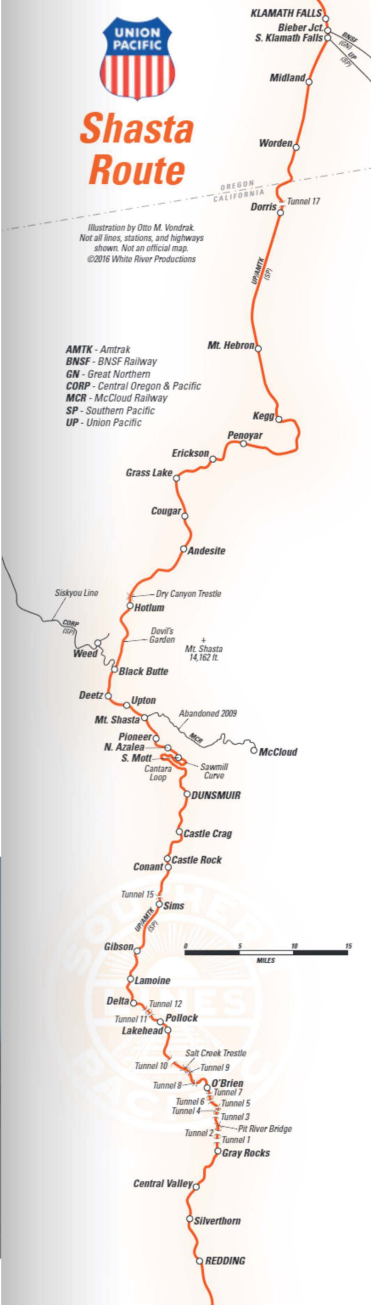 UNION
PACIFIC
Shasta
Route
Illustration by Otto M. Vondrak.
Not all lines, stations, and highways
shown. Not an official map.
©2016 White River Productions
AMTK - Amtrak
BNSF - BNSF Railway
GN - Great Northern
CORP - Central Oregon & Pacific
MCR - McCloud Railway
SP - Southern Pacific
UP - Union Pacific
KLAMATH FALLS
Bieber Jct.
S. Klamath Falls
BNSF
(GN)
UP
(SP)
Midland
Worden
OREGON
CALIFORNIA
Tunnel 17
Dorris
UP/AMTK
(SP)
Mt. Hebron
Kegg
Penoyar
Erickson
Grass Lake
Cougar
Andesite
Siskyou Line
Dry Canyon Trestle
Hotlum
CORP
(SP)
Devil's
Garden
+
Mt. Shasta
14,162 ft.
Weed
Black Butte
Deetz
Upton
Abandoned 2009
Mt. Shasta
MCR
Pioneer
N. Azalea
McCloud
S. Mott
Cantara
Loop
Sawmill
Curve
DUNSMUIR
Castle Crag
Castle Rock
Conant
Tunnel 15
Sims
UP/AMTK
(SP)
Gibson
0 5 10 15
MILES
Lamoine
Delta
Tunnel 12
Tunnel 11
Pollock
Lakehead
Salt Creek Trestle
Tunnel 10
Tunnel 9
Tunnel 8
O'Brien
Tunnel 7
Tunnel 6
Tunnel 5
Tunnel 4
Tunnel 3
Pit River Bridge
Tunnel 2
Tunnel 1
Gray Rocks
Central Valley
Silverthorn
REDDING
SOUTHERN
LINES
PACIFIC